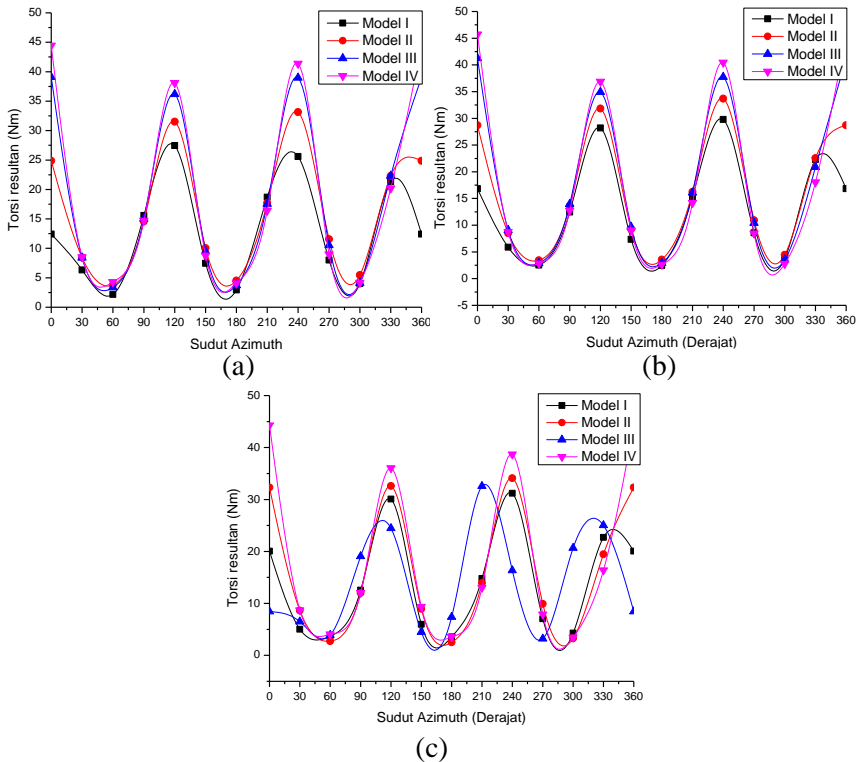 50
45
40
35
30
25
20
15
10
5
0
Torsi resultan (Nm)
Model I
Model II
Model III
Model IV
0 30 60 90 120 150 180 210 240 270 300 330 360
Sudut Azimuth
(a)
50
45
40
35
30
25
20
15
10
5
0
-5
Torsi resultan (Nm)
Model I
Model II
Model III
Model IV
0 30 60 90 120 150 180 210 240 270 300 330 360
Sudut Azimuth (Derajat)
(b)
50
40
30
20
10
0
Torsi resultan (Nm)
Model I
Model II
Model III
Model IV
0 30 60 90 120 150 180 210 240 270 300 330 360
Sudut Azimuth (Derajat)
(c)